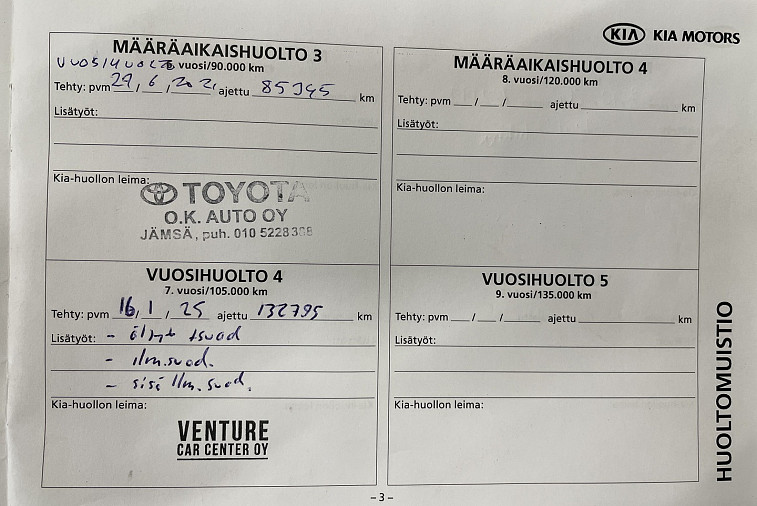 KIA KIA MOTORS
MÄÄRÄAIKAISHUOLTO 3
VUOSIHUOLTO
6. vuosi/90.000 km
Tehty: pvm 29, 6, 2021 ajettu 85345 km
Lisätyöt:
Kia-huollon leima:
TOYOTA
O.K. AUTO OY
JÄMSÄ, puh. 010 5228308
MÄÄRÄAIKAISHUOLTO 4
8. vuosi/120.000 km
Tehty: pvm / / ajettu km
Lisätyöt:
Kia-huollon leima:
VUOSIHUOLTO 4
7. vuosi/105.000 km
Tehty: pvm 16, 1 / 25 ajettu 132795 km
Lisätyöt: - öljyt + suod
- ilm.suod.
- sisä ilm. suod.
Kia-huollon leima:
VENTURE
CAR CENTER OY
VUOSIHUOLTO 5
9. vuosi/135.000 km
Tehty: pvm / / ajettu km
Lisätyöt:
Kia-huollon leima:
HUOLTOMUISTIO
– 3 –